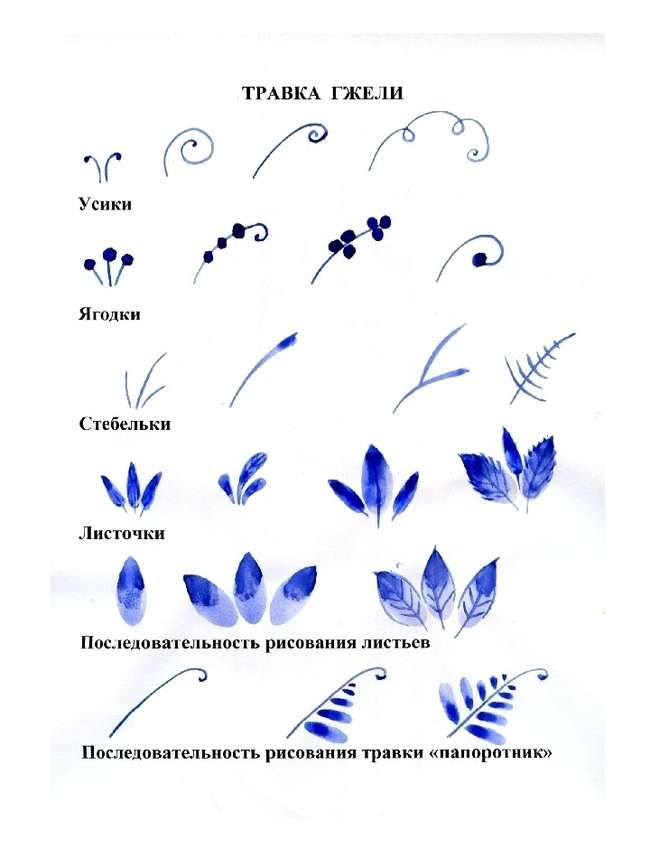 ТРАВКА ГЖЕЛИ
Усики
Ягодки
Стебельки
Листочки
Последовательность рисования листьев
Последовательность рисования травки «папоротник»